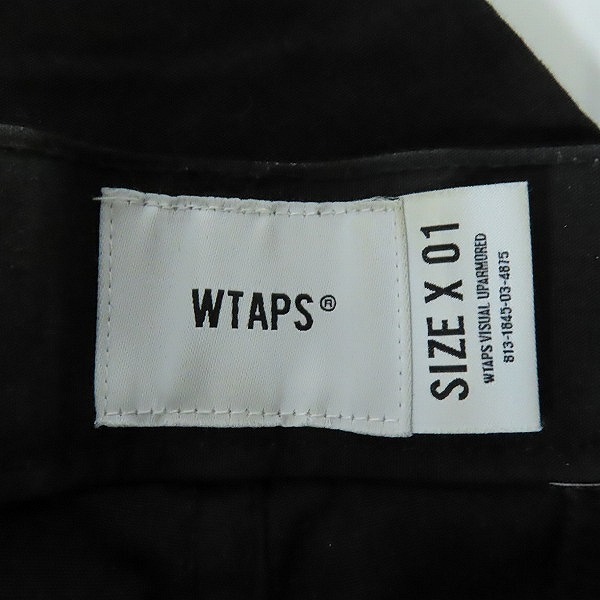 WTAPS®
SIZE X 01
WTAPS VISUAL UPARMORED
813-1845-03-4875